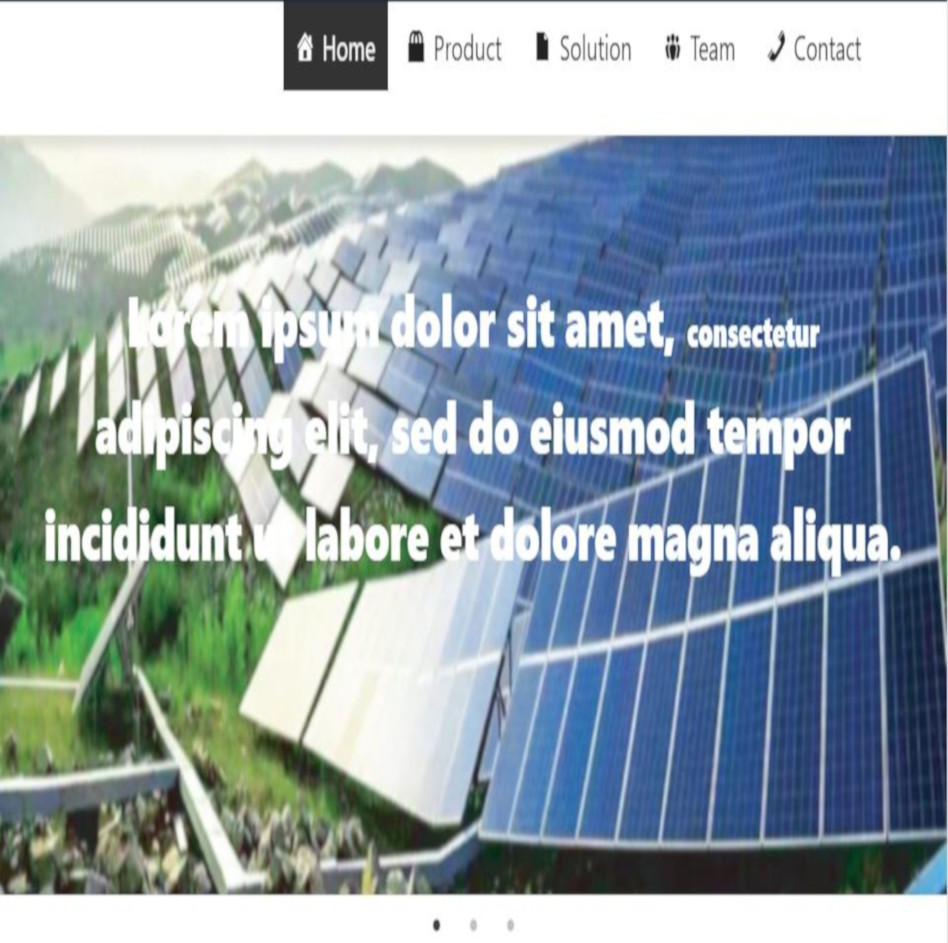 Home Product Solution Team Contact
Lorem ipsum dolor sit amet, consectetur
adipiscing elit, sed do eiusmod tempor
incididunt ut labore et dolore magna aliqua.